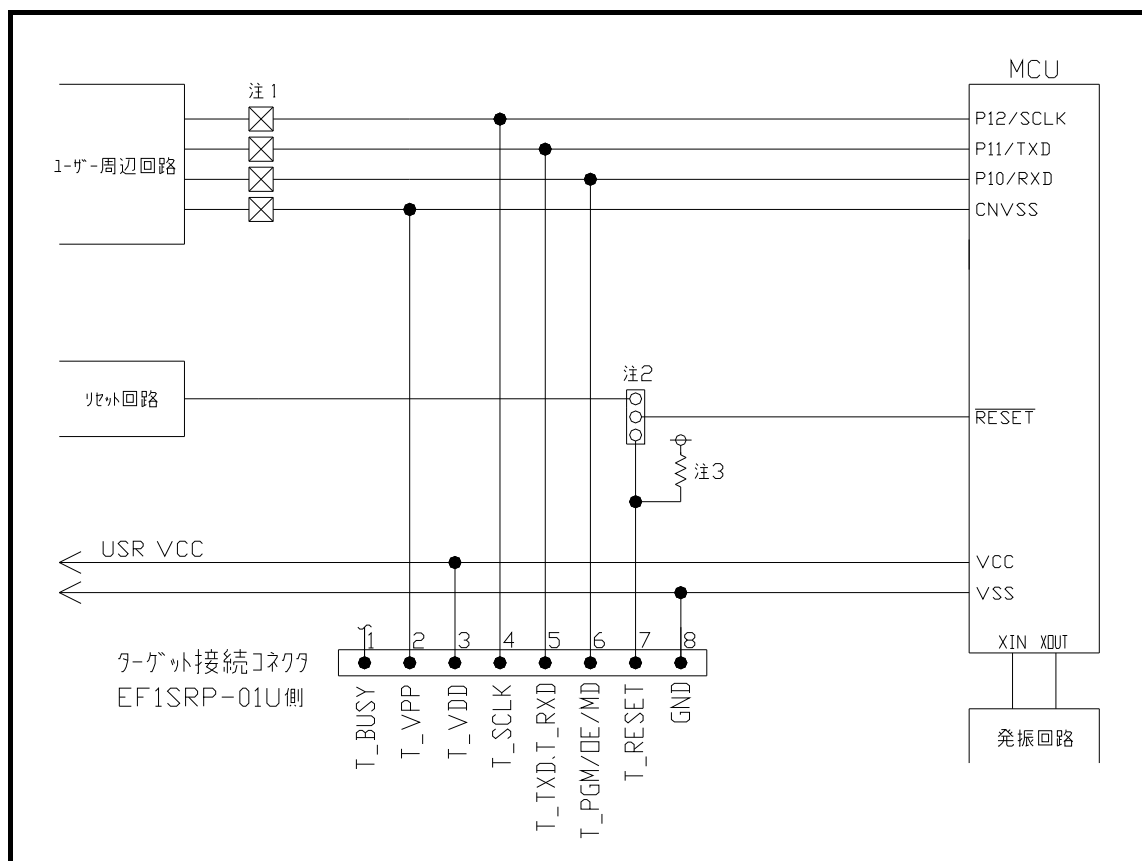 MCU
注1
P12/SCLK
P11/TXD
ユーザー周辺回路
P10/RXD
CNVSS
注2
リセット回路
RESET
注3
USR VCC
VCC
VSS
1 2 3 4 5 6 7 8
XIN XOUT
ターゲット接続コネクタ
EF1SRP-01U側
T_BUSY
T_VPP
T_VDD
T_SCLK
T_TXD.T_RXD
T_PGM/OE/MD
T_RESET
GND
発振回路